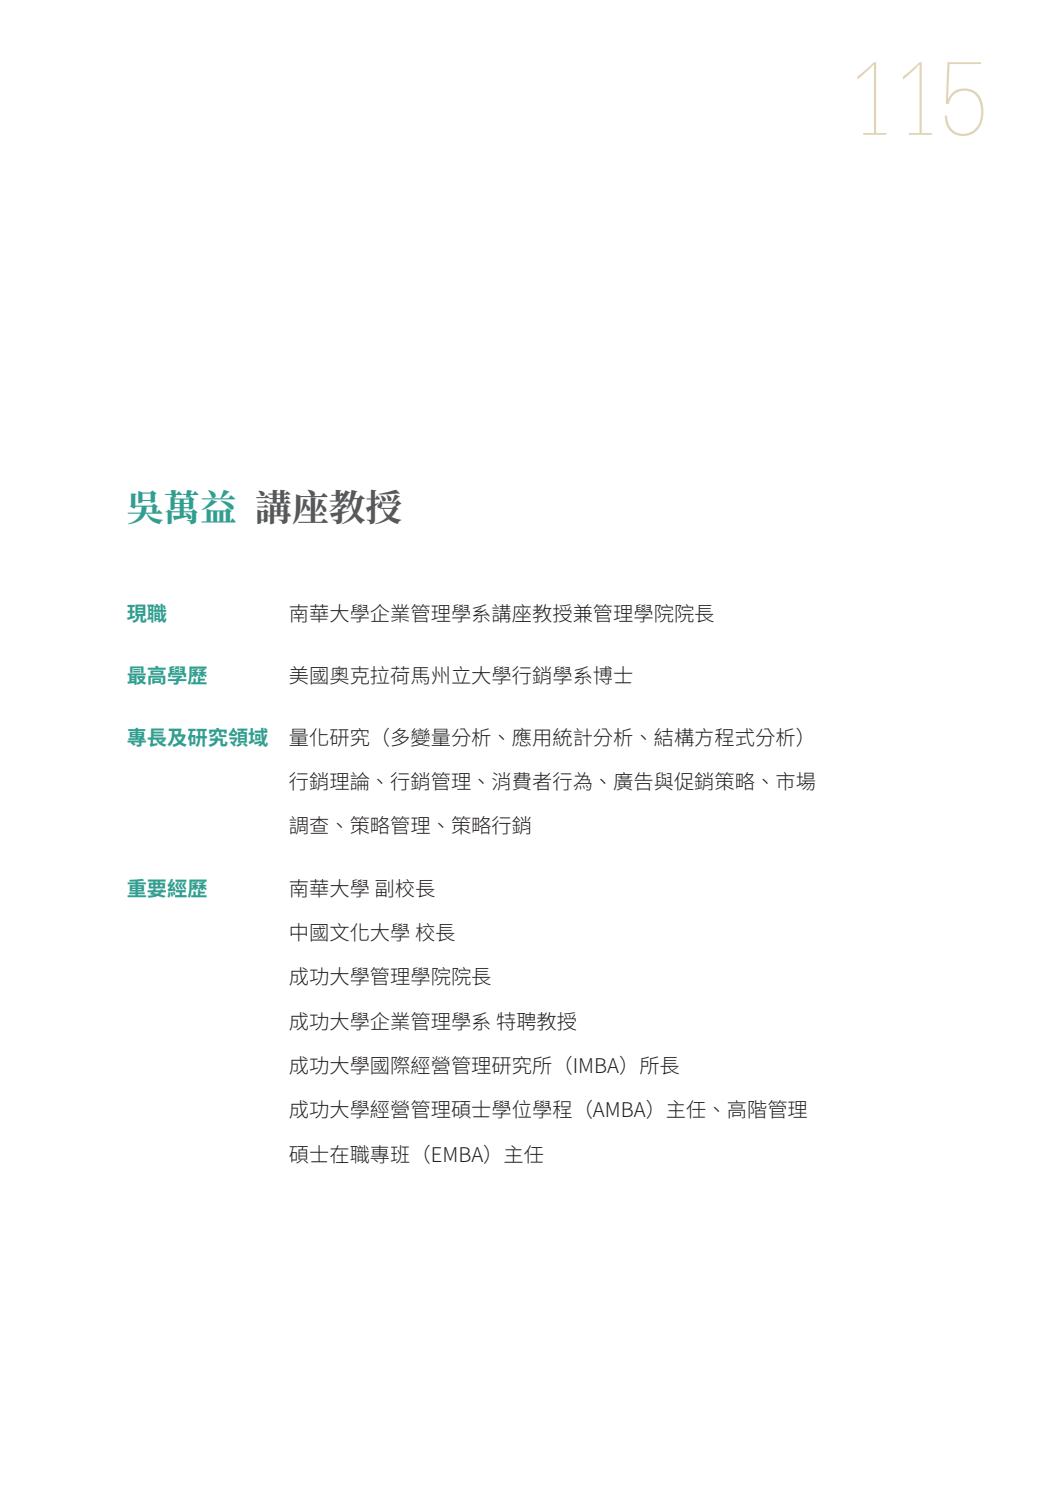 115
吳萬益 講座教授
現職 南華大學企業管理學系講座教授兼管理學院院長
最高學歷 美國奧克拉荷馬州立大學行銷學系博士
專長及研究領域 量化研究（多變量分析、應用統計分析、結構方程式分析）
行銷理論、行銷管理、消費者行為、廣告與促銷策略、市場
調查、策略管理、策略行銷
重要經歷 南華大學 副校長
中國文化大學 校長
成功大學管理學院院長
成功大學企業管理學系 特聘教授
成功大學國際經營管理研究所（IMBA）所長
成功大學經營管理碩士學位學程（AMBA）主任、高階管理
碩士在職專班（EMBA）主任